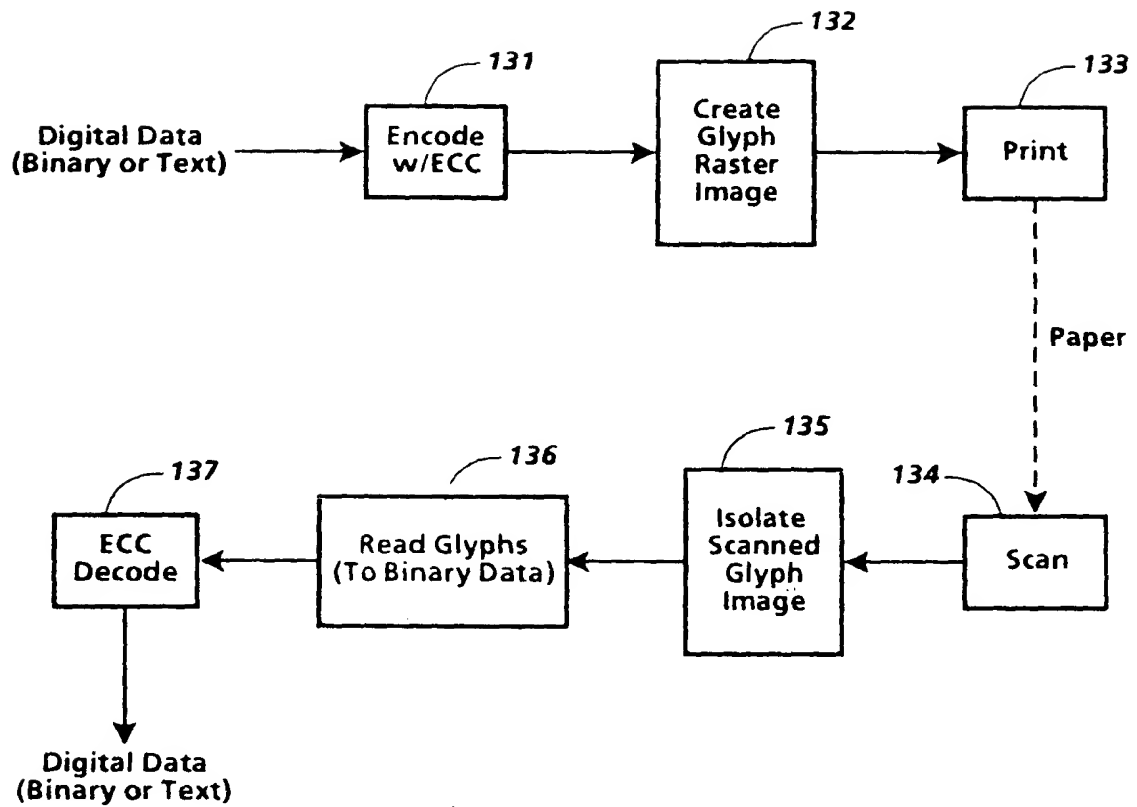 131
132
133
Digital Data
(Binary or Text)
Encode
w/ECC
Create
Glyph
Raster
Image
Print
Paper
137
136
135
134
ECC
Decode
Read Glyphs
(To Binary Data)
Isolate
Scanned
Glyph
Image
Scan
Digital Data
(Binary or Text)